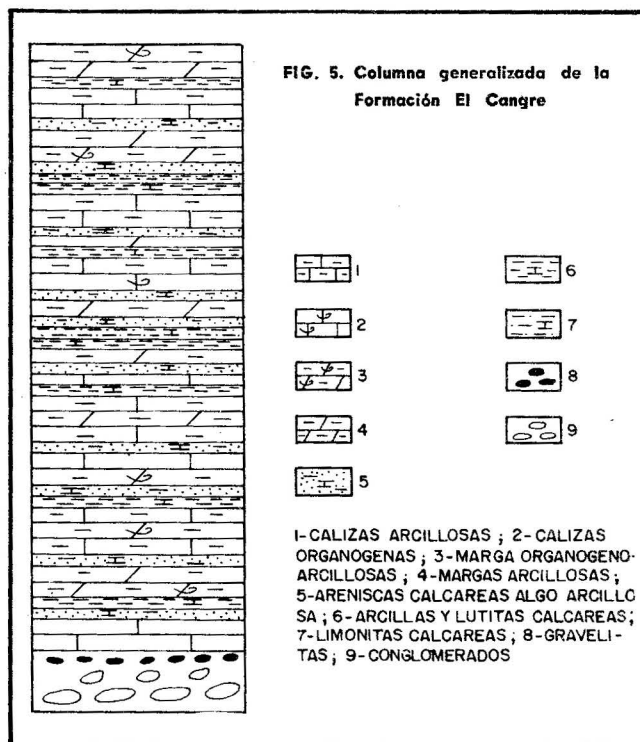 FIG. 5. Columna generalizada de la
Formación El Cangre
1
2
3
4
5
6
7
8
9
1-CALIZAS ARCILLOSAS ; 2-CALIZAS
ORGANOGENAS ; 3-MARGA ORGANOGENO-
ARCILLOSAS ; 4-MARGAS ARCILLOSAS ;
5-ARENISCAS CALCAREAS ALGO ARCILLO
SA ; 6-ARCILLAS Y LUTITAS CALCAREAS;
7-LIMONITAS CALCAREAS ; 8-GRAVELI-
TAS ; 9-CONGLOMERADOS